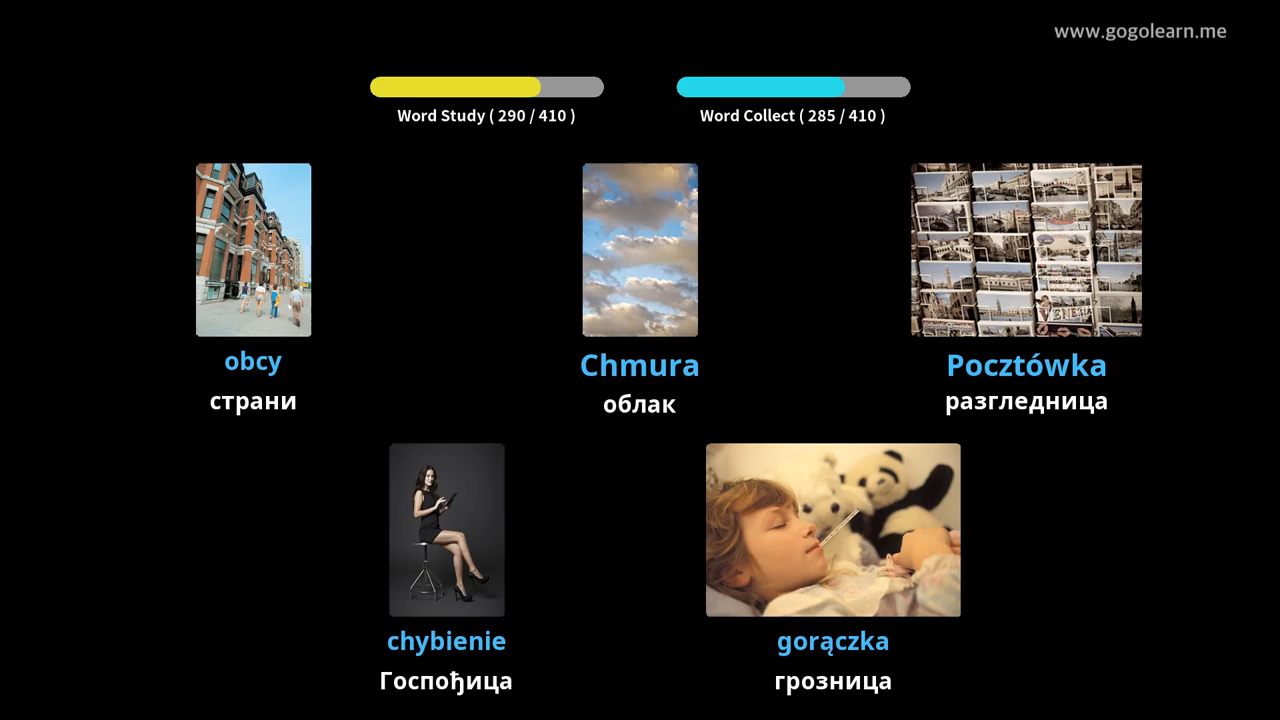 www.gogolearn.me
Word Study ( 290 / 410 )
Word Collect ( 285 / 410 )
VENEZIA
obcy
Chmura
Pocztówka
страни
облак
разгледница
chybienie
gorączka
Госпођица
грозница